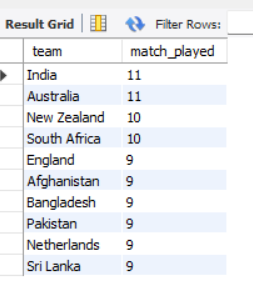 Result Grid Filter Rows:
team match_played
India 11
Australia 11
New Zealand 10
South Africa 10
England 9
Afghanistan 9
Bangladesh 9
Pakistan 9
Netherlands 9
Sri Lanka 9